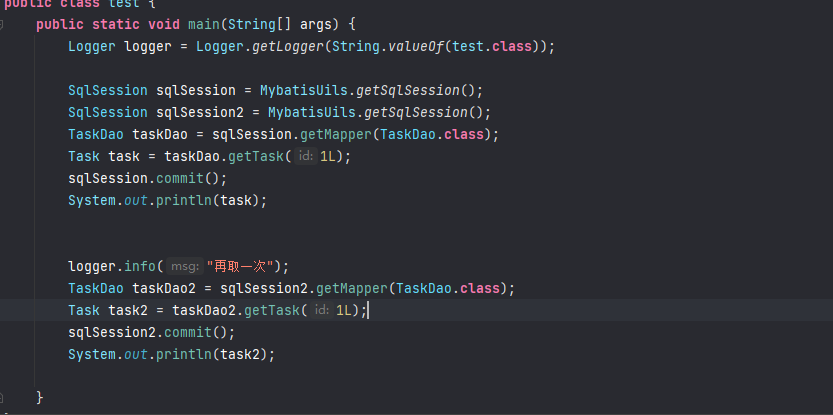 public class test {
public static void main(String[] args) {
Logger logger = Logger.getLogger(String.valueOf(test.class));
SqlSession sqlSession = MybatisUils.getSqlSession();
SqlSession sqlSession2 = MybatisUils.getSqlSession();
TaskDao taskDao = sqlSession.getMapper(TaskDao.class);
Task task = taskDao.getTask( id: 1L);
sqlSession.commit();
System.out.println(task);
logger.info( msg: "再取一次");
TaskDao taskDao2 = sqlSession2.getMapper(TaskDao.class);
Task task2 = taskDao2.getTask( id: 1L);
sqlSession2.commit();
System.out.println(task2);
}